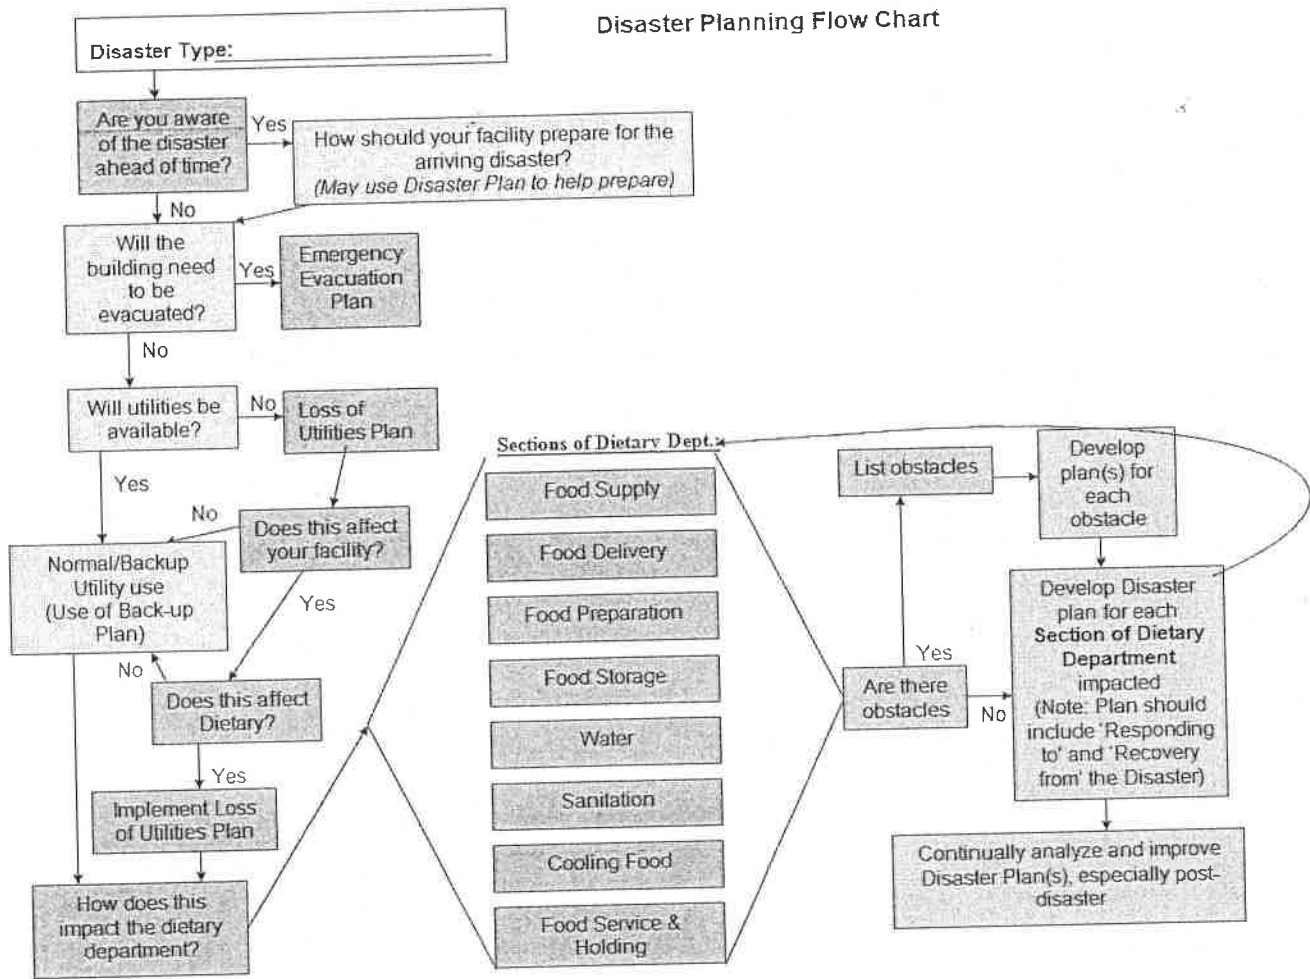 Disaster Planning Flow Chart
Disaster Type:
Are you aware
of the disaster
ahead of time?
Yes
How should your facility prepare for the
arriving disaster?
(May use Disaster Plan to help prepare)
No
Will the
building need
to be
evacuated?
Yes
Emergency
Evacuation
Plan
No
Will utilities be
available?
No
Loss of
Utilities Plan
Yes
No
Does this affect
your facility?
Normal/Backup
Utility use
(Use of Back-up
Plan)
Yes
No
Does this affect
Dietary?
Yes
Implement Loss
of Utilities Plan
How does this
impact the dietary
department?
Sections of Dietary Dept.:
Food Supply
Food Delivery
Food Preparation
Food Storage
Water
Sanitation
Cooling Food
Food Service &
Holding
List obstacles
Develop
plan(s) for
each
obstacle
Yes
Are there
obstacles
No
Develop Disaster
plan for each
Section of Dietary
Department
impacted
(Note: Plan should
include 'Responding
to' and 'Recovery
from' the Disaster)
Continually analyze and improve
Disaster Plan(s), especially post-
disaster